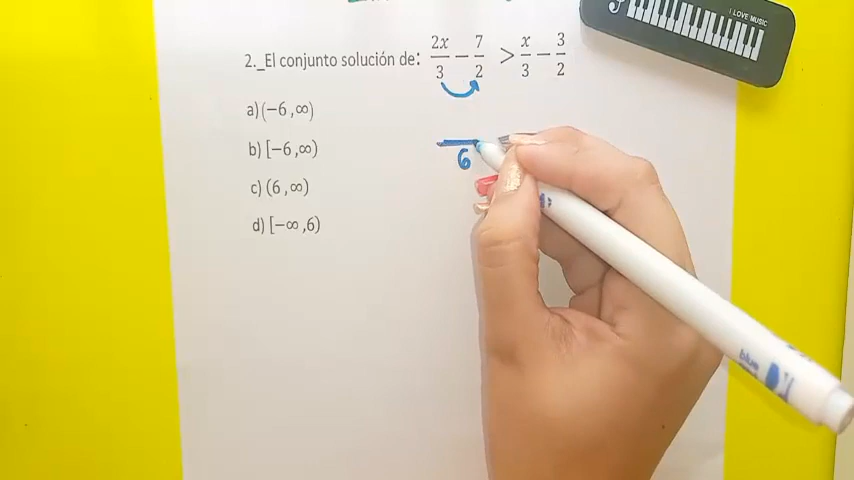 I LOVE MUSIC
2._El conjunto solución de: 2x/3 − 7/2 > x/3 − 3/2
a) (−6 ,∞)
b) [−6 ,∞)
c) (6 ,∞)
d) [−∞ ,6)
6
blue